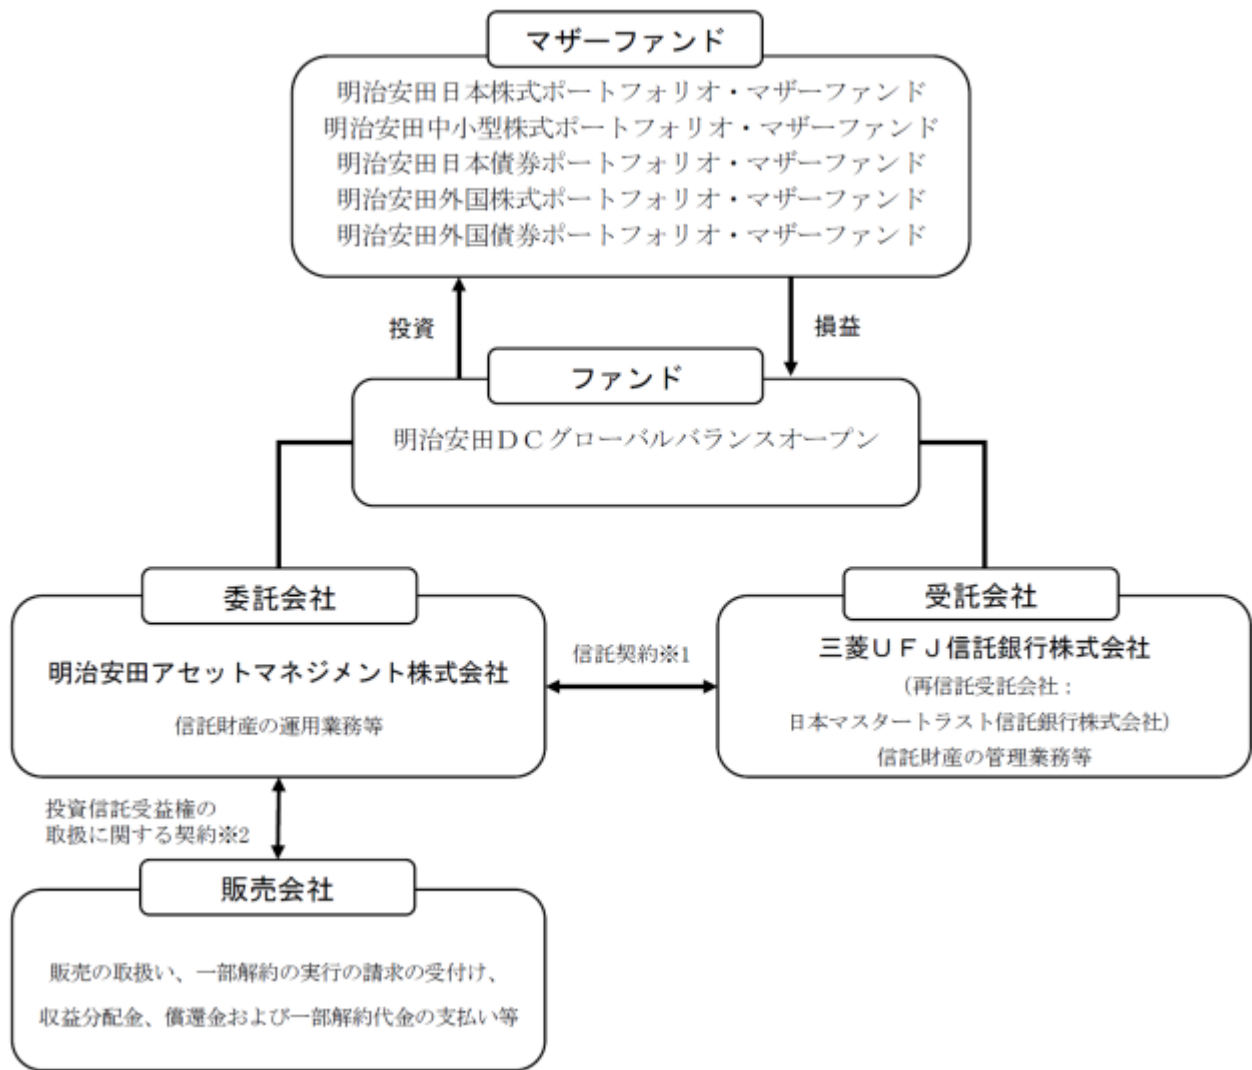 マザーファンド
明治安田日本株式ポートフォリオ・マザーファンド
明治安田中小型株式ポートフォリオ・マザーファンド
明治安田日本債券ポートフォリオ・マザーファンド
明治安田外国株式ポートフォリオ・マザーファンド
明治安田外国債券ポートフォリオ・マザーファンド
投資
損益
ファンド
明治安田ＤＣグローバルバランスオープン
委託会社
明治安田アセットマネジメント株式会社
信託財産の運用業務等
信託契約※1
受託会社
三菱ＵＦＪ信託銀行株式会社
（再信託受託会社：
日本マスタートラスト信託銀行株式会社）
信託財産の管理業務等
投資信託受益権の
取扱に関する契約※2
販売会社
販売の取扱い、一部解約の実行の請求の受付け、
収益分配金、償還金および一部解約代金の支払い等